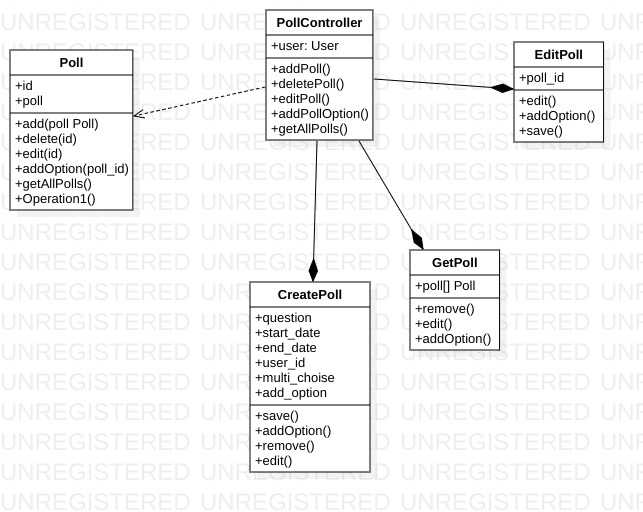 Poll
+id
+poll
+add(poll Poll)
+delete(id)
+edit(id)
+addOption(poll_id)
+getAllPolls()
+Operation1()
PollController
+user: User
+addPoll()
+deletePoll()
+editPoll()
+addPollOption()
+getAllPolls()
EditPoll
+poll_id
+edit()
+addOption()
+save()
CreatePoll
+question
+start_date
+end_date
+user_id
+multi_choise
+add_option
+save()
+addOption()
+remove()
+edit()
GetPoll
+poll[] Poll
+remove()
+edit()
+addOption()
UNREGISTERED UNREGISTERED UNREGISTERED